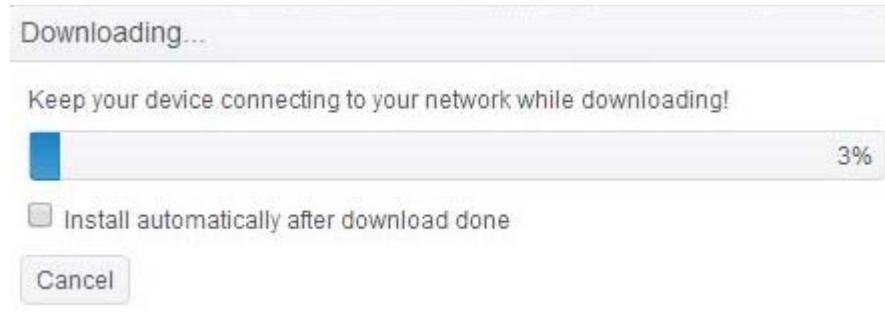 Downloading...
Keep your device connecting to your network while downloading!
3%
Install automatically after download done
Cancel